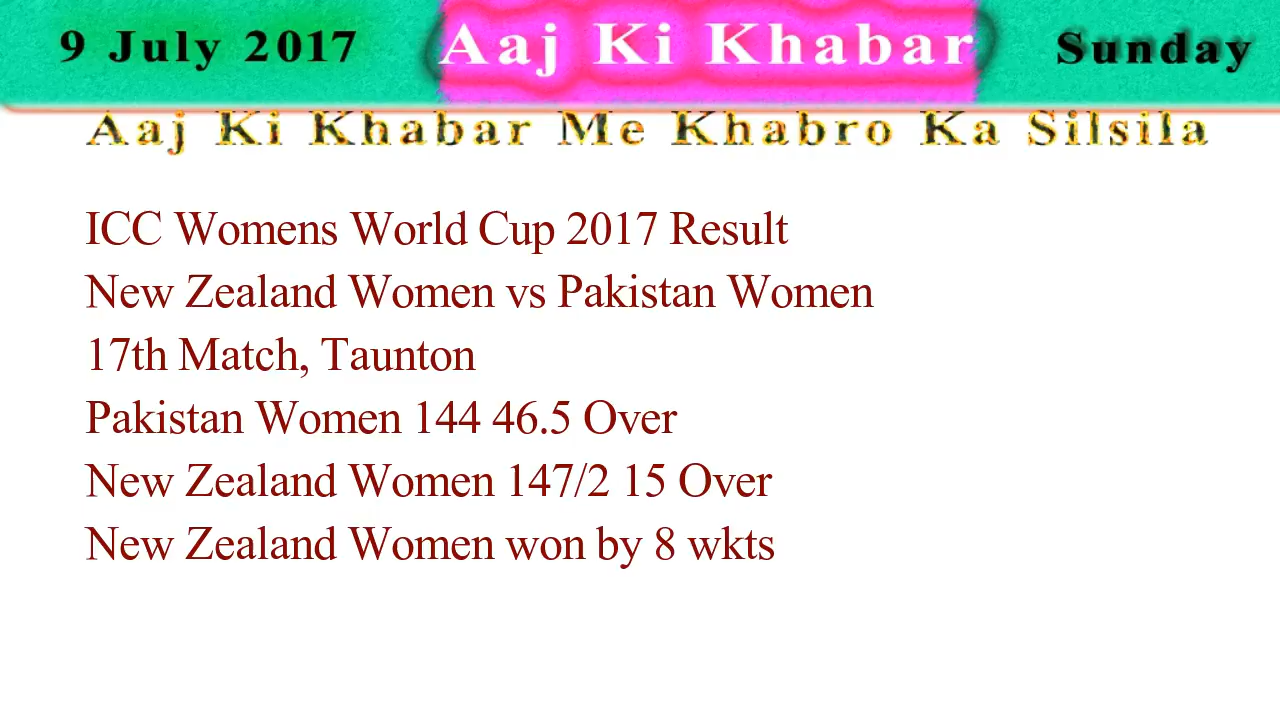 9 July 2017 Aaj Ki Khabar Sunday
Aaj Ki Khabar Me Khabro Ka Silsila
ICC Womens World Cup 2017 Result
New Zealand Women vs Pakistan Women
17th Match, Taunton
Pakistan Women 144 46.5 Over
New Zealand Women 147/2 15 Over
New Zealand Women won by 8 wkts